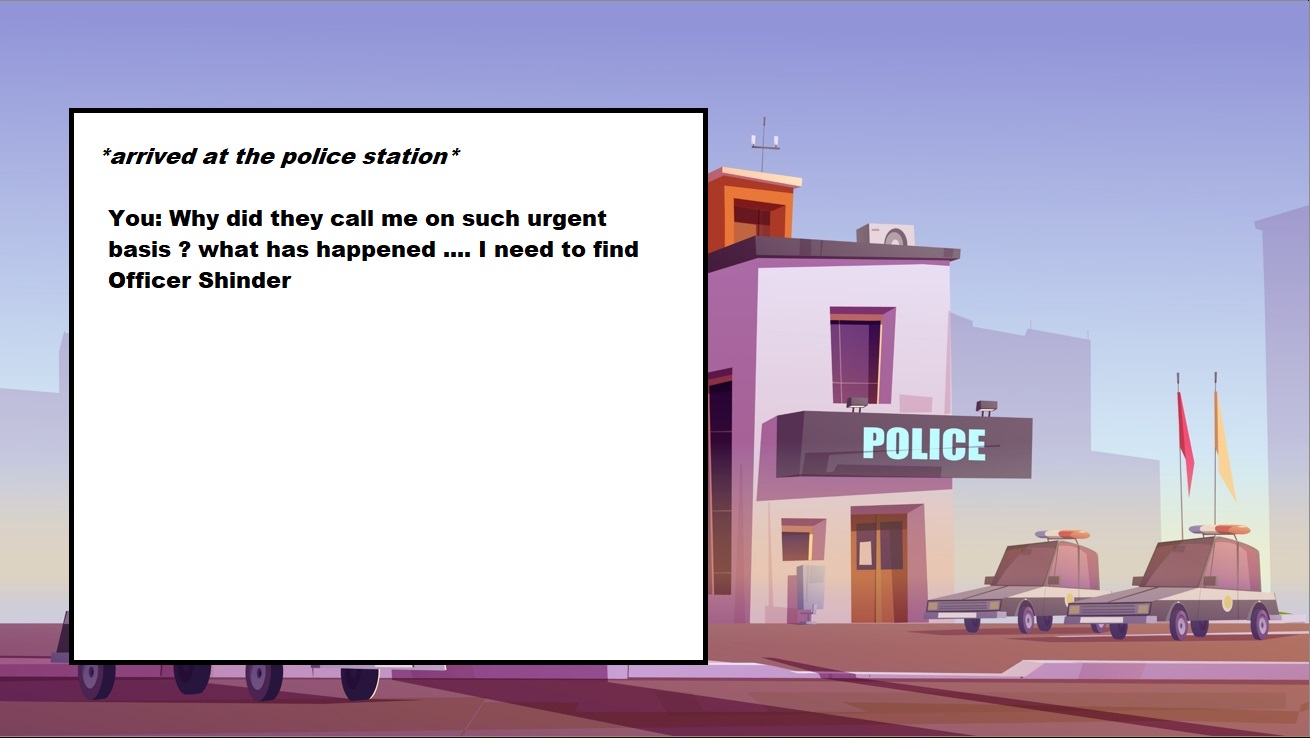 *arrived at the police station*
You: Why did they call me on such urgent
basis ? what has happened .... I need to find
Officer Shinder
POLICE